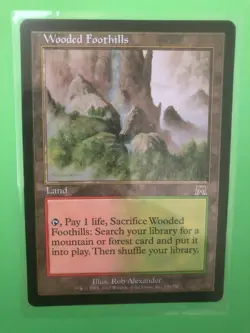 Wooded Foothills
Land
, Pay 1 life, Sacrifice Wooded
Foothills: Search your library for a
mountain or forest card and put it
into play. Then shuffle your library.
Illus. Rob Alexander